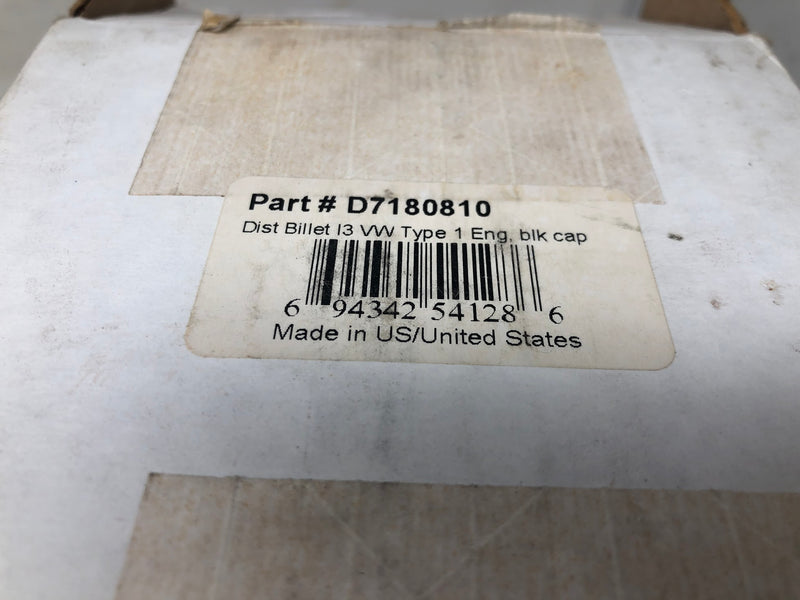 Part # D7180810
Dist Billet I3 VW Type 1 Eng, blk cap
6 94342 54128 6
Made in US/United States